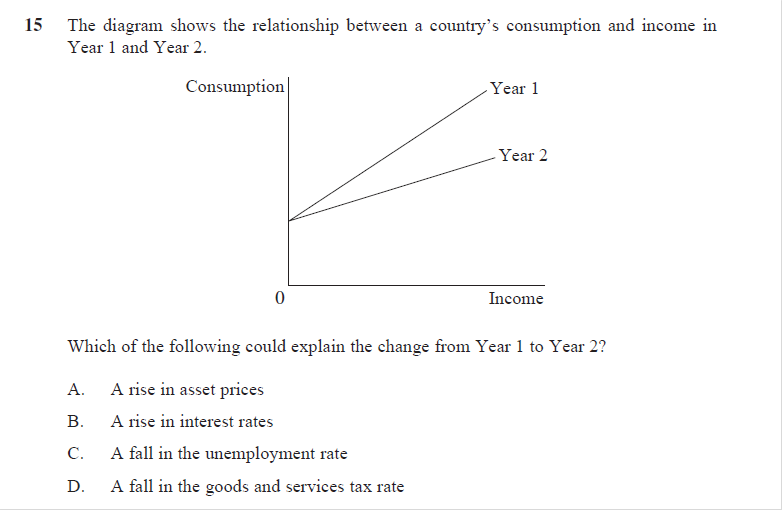 15 The diagram shows the relationship between a country's consumption and income in
Year 1 and Year 2.
Consumption
Year 1
Year 2
0
Income
Which of the following could explain the change from Year 1 to Year 2?
A. A rise in asset prices
B. A rise in interest rates
C. A fall in the unemployment rate
D. A fall in the goods and services tax rate